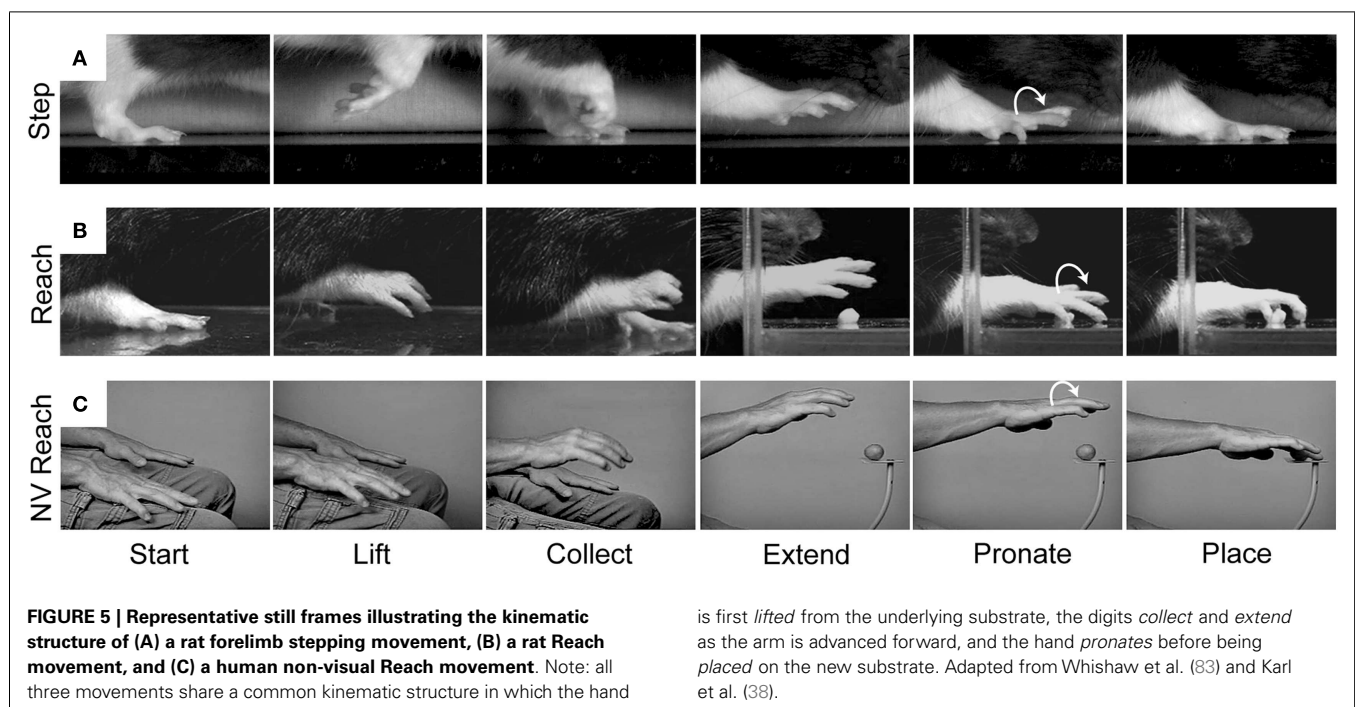 A
Step
B
Reach
C
NV Reach
Start Lift Collect Extend Pronate Place
FIGURE 5 | Representative still frames illustrating the kinematic
structure of (A) a rat forelimb stepping movement, (B) a rat Reach
movement, and (C) a human non-visual Reach movement. Note: all
three movements share a common kinematic structure in which the hand
is first lifted from the underlying substrate, the digits collect and extend
as the arm is advanced forward, and the hand pronates before being
placed on the new substrate. Adapted from Whishaw et al. (83) and Karl
et al. (38).